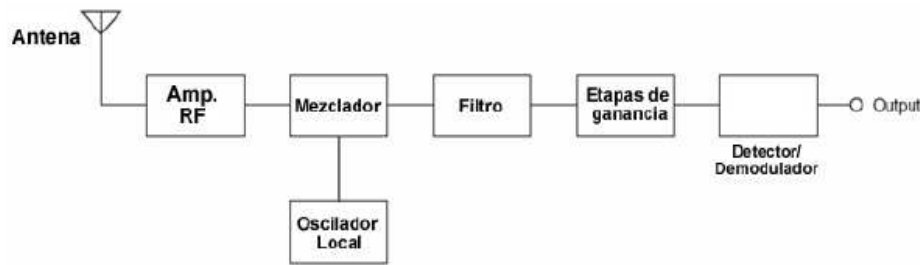 Antena
Amp.
RF
Mezclador
Filtro
Etapas de
ganancia
Output
Detector/
Demodulador
Oscilador
Local